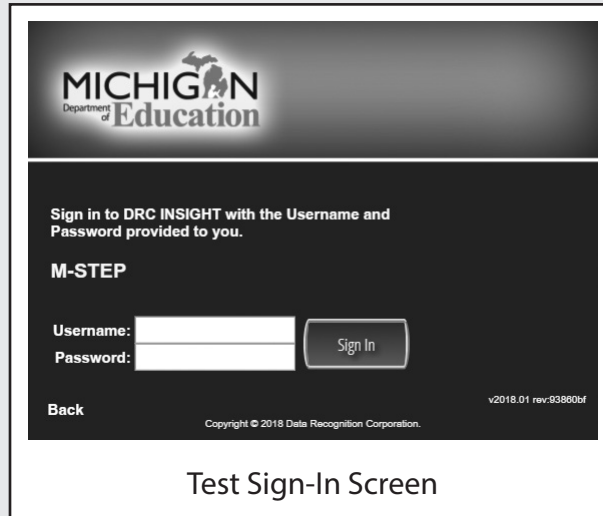 MICHIGAN
Department of Education
Sign in to DRC INSIGHT with the Username and
Password provided to you.
M-STEP
Username:
Sign In
Password:
Back
v2018.01 rev:93860bf
Copyright © 2018 Data Recognition Corporation.
Test Sign-In Screen